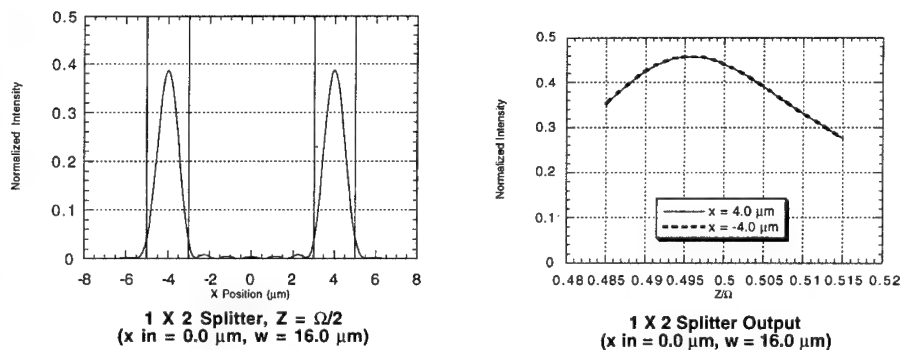 0.5
0.4
0.3
0.2
0.1
0
Normalized Intensity
-8 -6 -4 -2 0 2 4 6 8
X Position (µm)
1 X 2 Splitter, Z = Ω/2
(x in = 0.0 µm, w = 16.0 µm)
0.5
0.4
0.3
0.2
0.1
0
Normalized Intensity
x = 4.0 µm
x = -4.0 µm
0.48 0.485 0.49 0.495 0.5 0.505 0.51 0.515 0.52
Z/Ω
1 X 2 Splitter Output
(x in = 0.0 µm, w = 16.0 µm)